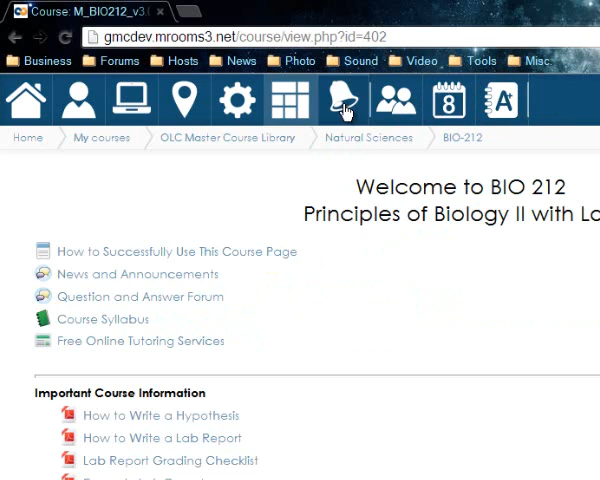 Course: M_BIO212_v3.0
gmcdev.mrooms3.net/course/view.php?id=402
Business Forums Hosts News Photo Sound Video Tools Misc
8 A+
Home My courses OLC Master Course Library Natural Sciences BIO-212
Welcome to BIO 212
Principles of Biology II with La
How to Successfully Use This Course Page
News and Announcements
Question and Answer Forum
Course Syllabus
Free Online Tutoring Services
Important Course Information
How to Write a Hypothesis
How to Write a Lab Report
Lab Report Grading Checklist